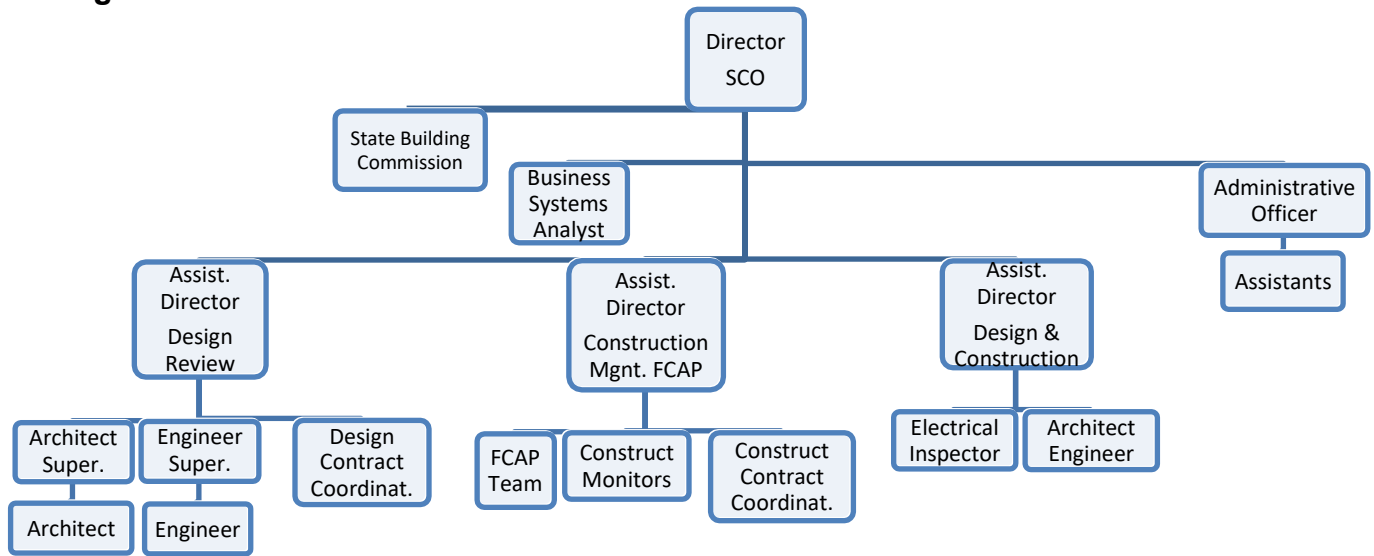 Director
SCO
State Building
Commission
Business
Systems
Analyst
Administrative
Officer
Assistants
Assist.
Director
Design
Review
Assist.
Director
Construction
Mgnt. FCAP
Assist.
Director
Design &
Construction
Architect
Super.
Engineer
Super.
Design
Contract
Coordinat.
FCAP
Team
Construct
Monitors
Construct
Contract
Coordinat.
Electrical
Inspector
Architect
Engineer
Architect
Engineer